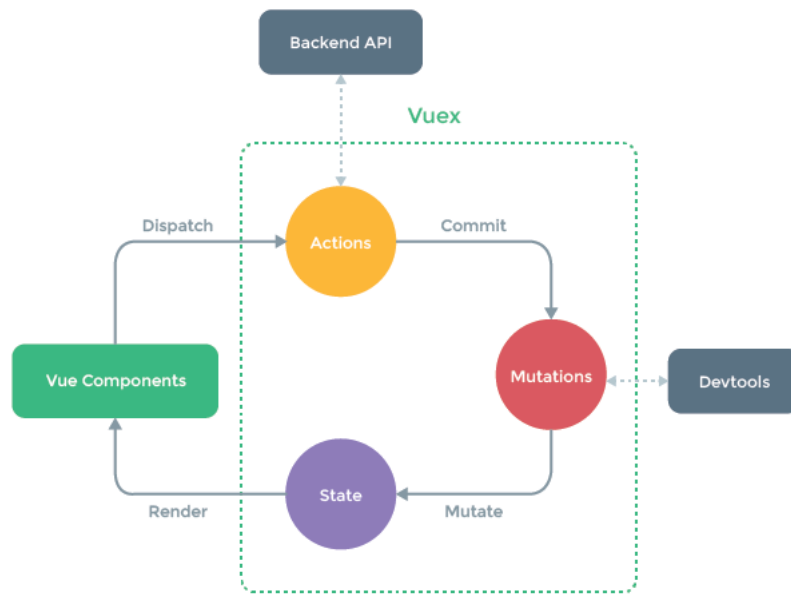 Backend API
Vuex
Dispatch
Actions
Commit
Vue Components
Mutations
Devtools
State
Render
Mutate